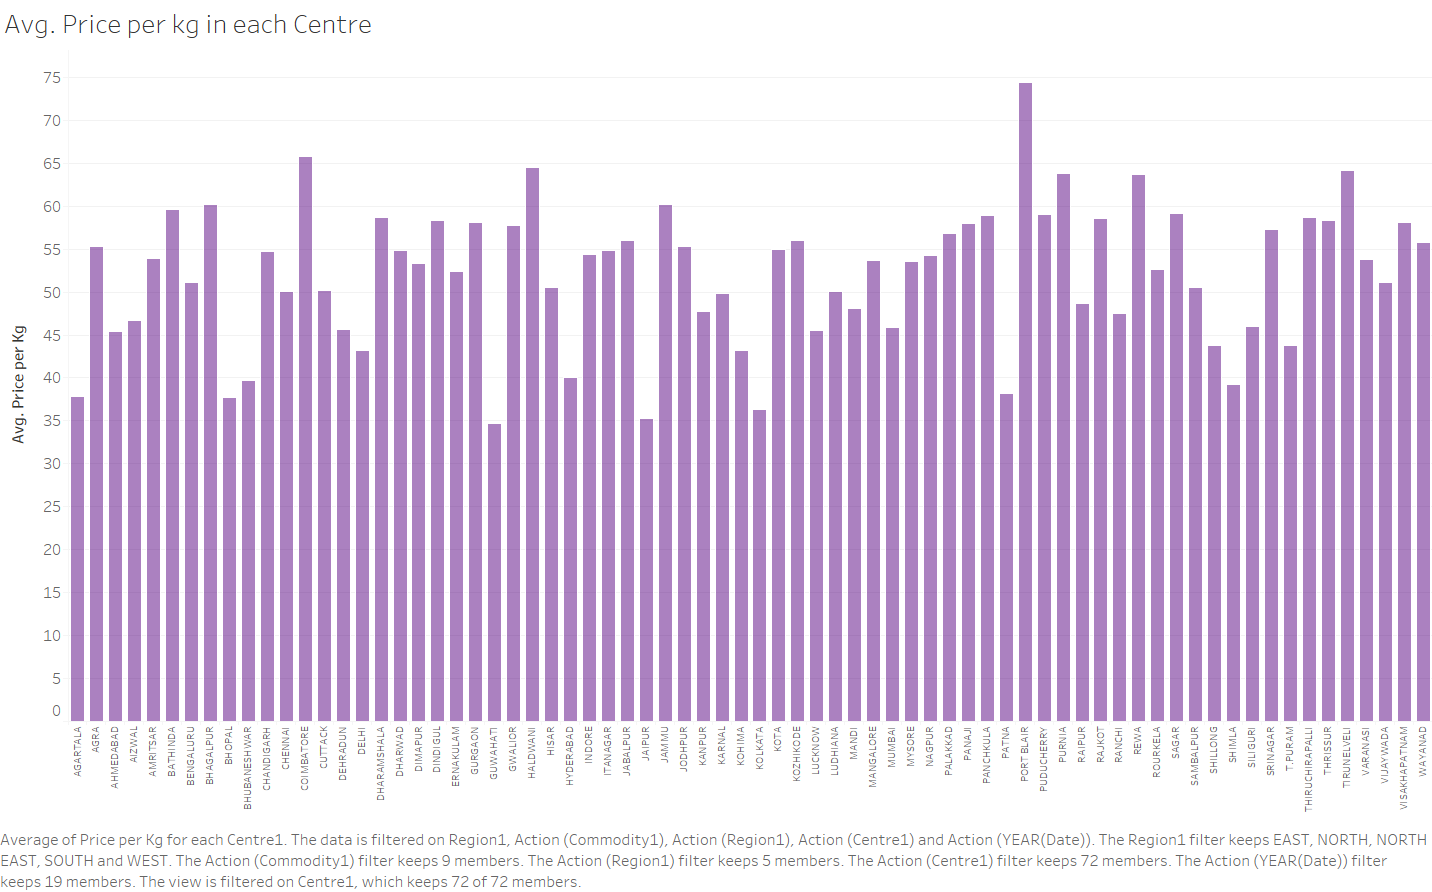 Avg. Price per kg in each Centre
75
70
65
60
55
50
45
40
35
30
25
20
15
10
5
0
Avg. Price per Kg
AGARTALA
AGRA
AHMEDABAD
AIZWAL
AMRITSAR
BATHINDA
BENGALURU
BHAGALPUR
BHOPAL
BHUBANESHWAR
CHANDIGARH
CHENNAI
COIMBATORE
CUTTACK
DEHRADUN
DELHI
DHARAMSHALA
DHARWAD
DIMAPUR
DINDIGUL
ERNAKULAM
GURGAON
GUWAHATI
GWALIOR
HALDWANI
HISAR
HYDERABAD
INDORE
ITANAGAR
JABALPUR
JAIPUR
JAMMU
JODHPUR
KANPUR
KARNAL
KOHIMA
KOLKATA
KOTA
KOZHIKODE
LUCKNOW
LUDHIANA
MANDI
MANGALORE
MUMBAI
MYSORE
NAGPUR
PALAKKAD
PANAJI
PANCHKULA
PATNA
PORT BLAIR
PUDUCHERRY
PURNIA
RAIPUR
RAJKOT
RANCHI
REWA
ROURKELA
SAGAR
SAMBALPUR
SHILLONG
SHIMLA
SILIGURI
SRINAGAR
T.PURAM
THIRUCHIRAPALLI
THRISSUR
TIRUNELVELI
VARANASI
VIJAYWADA
VISAKHAPATNAM
WAYANAD
Average of Price per Kg for each Centre1. The data is filtered on Region1, Action (Commodity1), Action (Region1), Action (Centre1) and Action (YEAR(Date)). The Region1 filter keeps EAST, NORTH, NORTH
EAST, SOUTH and WEST. The Action (Commodity1) filter keeps 9 members. The Action (Region1) filter keeps 5 members. The Action (Centre1) filter keeps 72 members. The Action (YEAR(Date)) filter
keeps 19 members. The view is filtered on Centre1, which keeps 72 of 72 members.